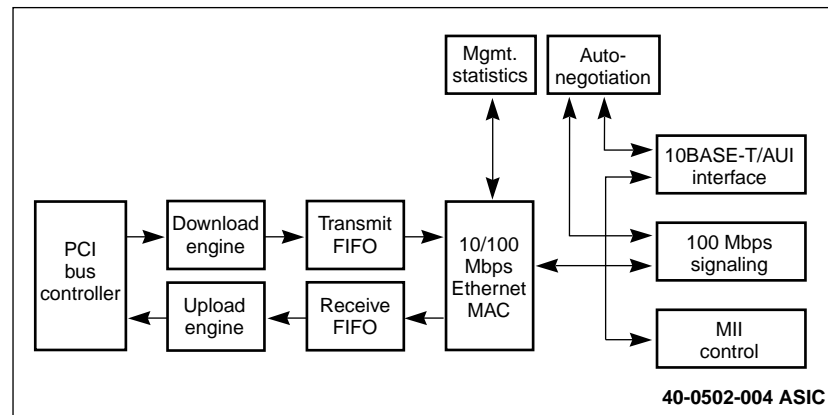 Mgmt.
statistics
Auto-
negotiation
10BASE-T/AUI
interface
PCI
bus
controller
Download
engine
Transmit
FIFO
10/100
Mbps
Ethernet
MAC
100 Mbps
signaling
Upload
engine
Receive
FIFO
MII
control
40-0502-004 ASIC